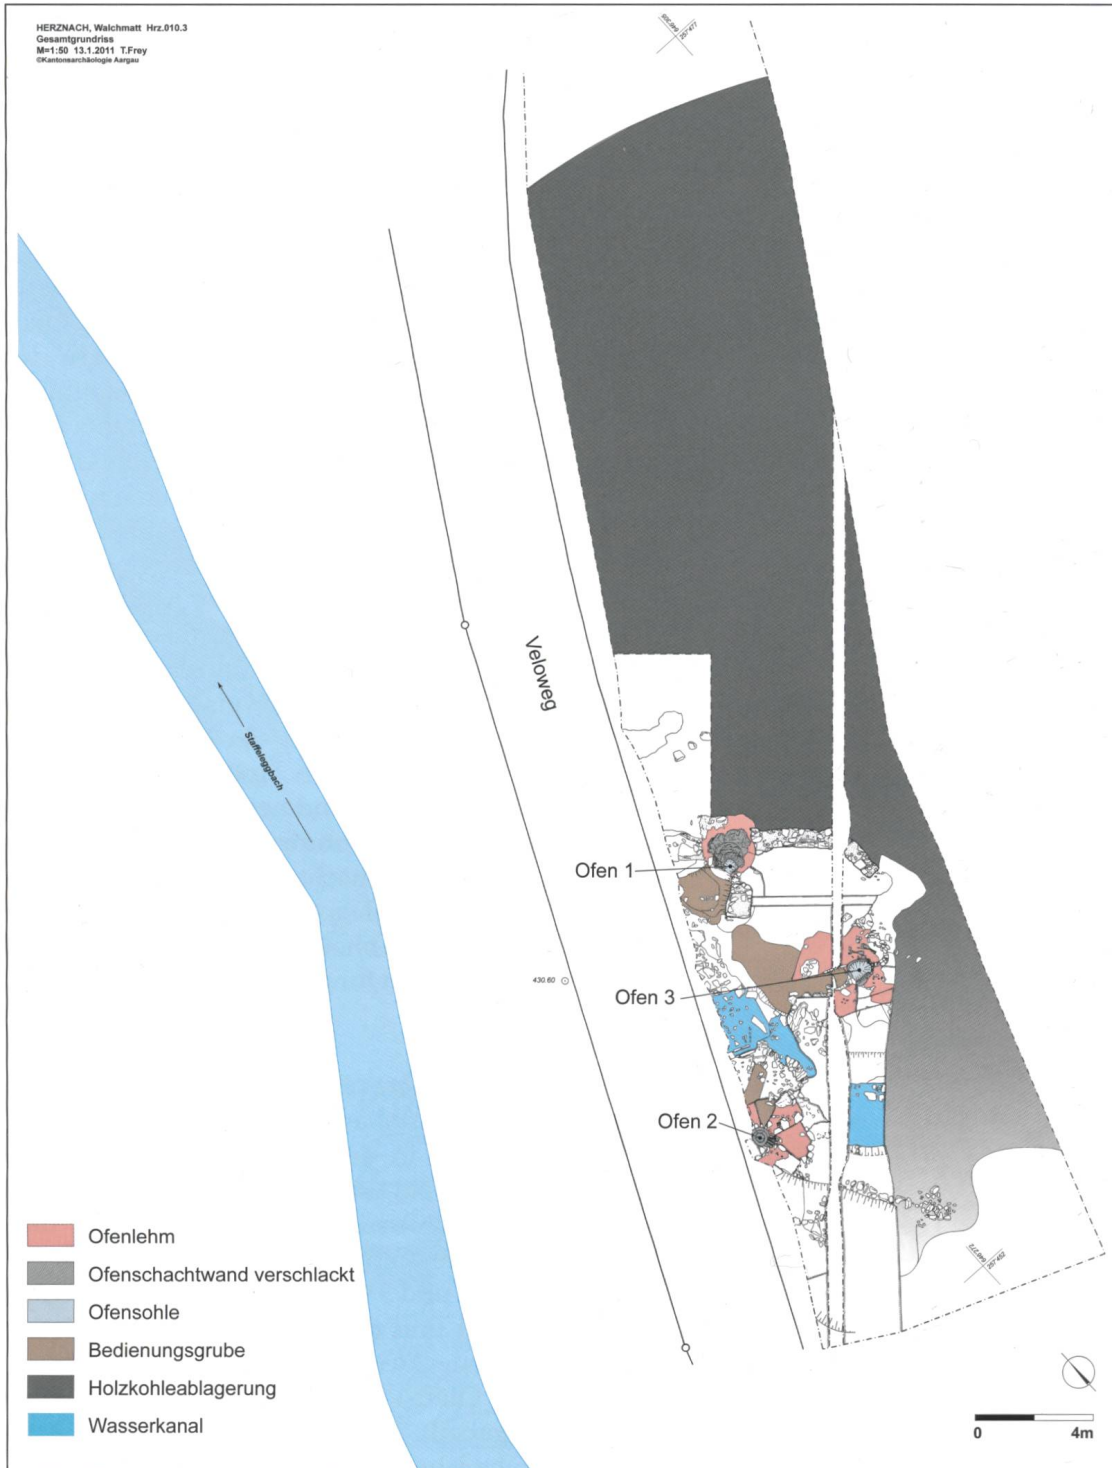 HERZNACH, Walchmatt Hrz.010.3
Gesamtgrundriss
M=1:50 13.1.2011 T.Frey
©Kantonsarchäologie Aargau
Veloweg
Staffeleggbach
Ofen 1
Ofen 3
430.60
Ofen 2
Ofenlehm
Ofenschachtwand verschlackt
Ofensohle
Bedienungsgrube
Holzkohleablagerung
Wasserkanal
0 4m